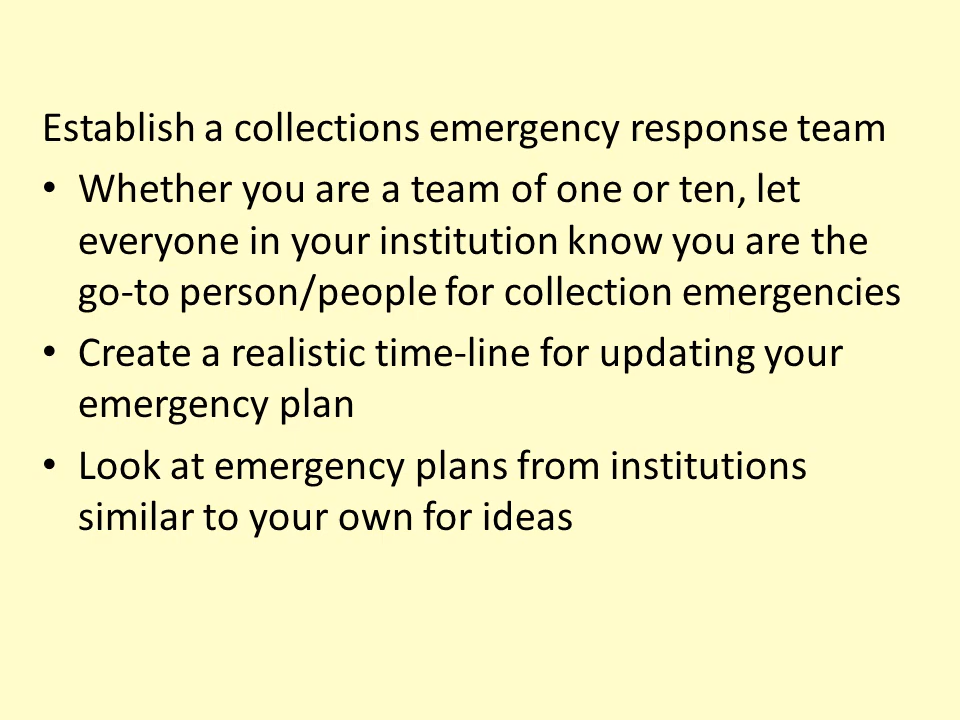 Establish a collections emergency response team
• Whether you are a team of one or ten, let
everyone in your institution know you are the
go-to person/people for collection emergencies
• Create a realistic time-line for updating your
emergency plan
• Look at emergency plans from institutions
similar to your own for ideas